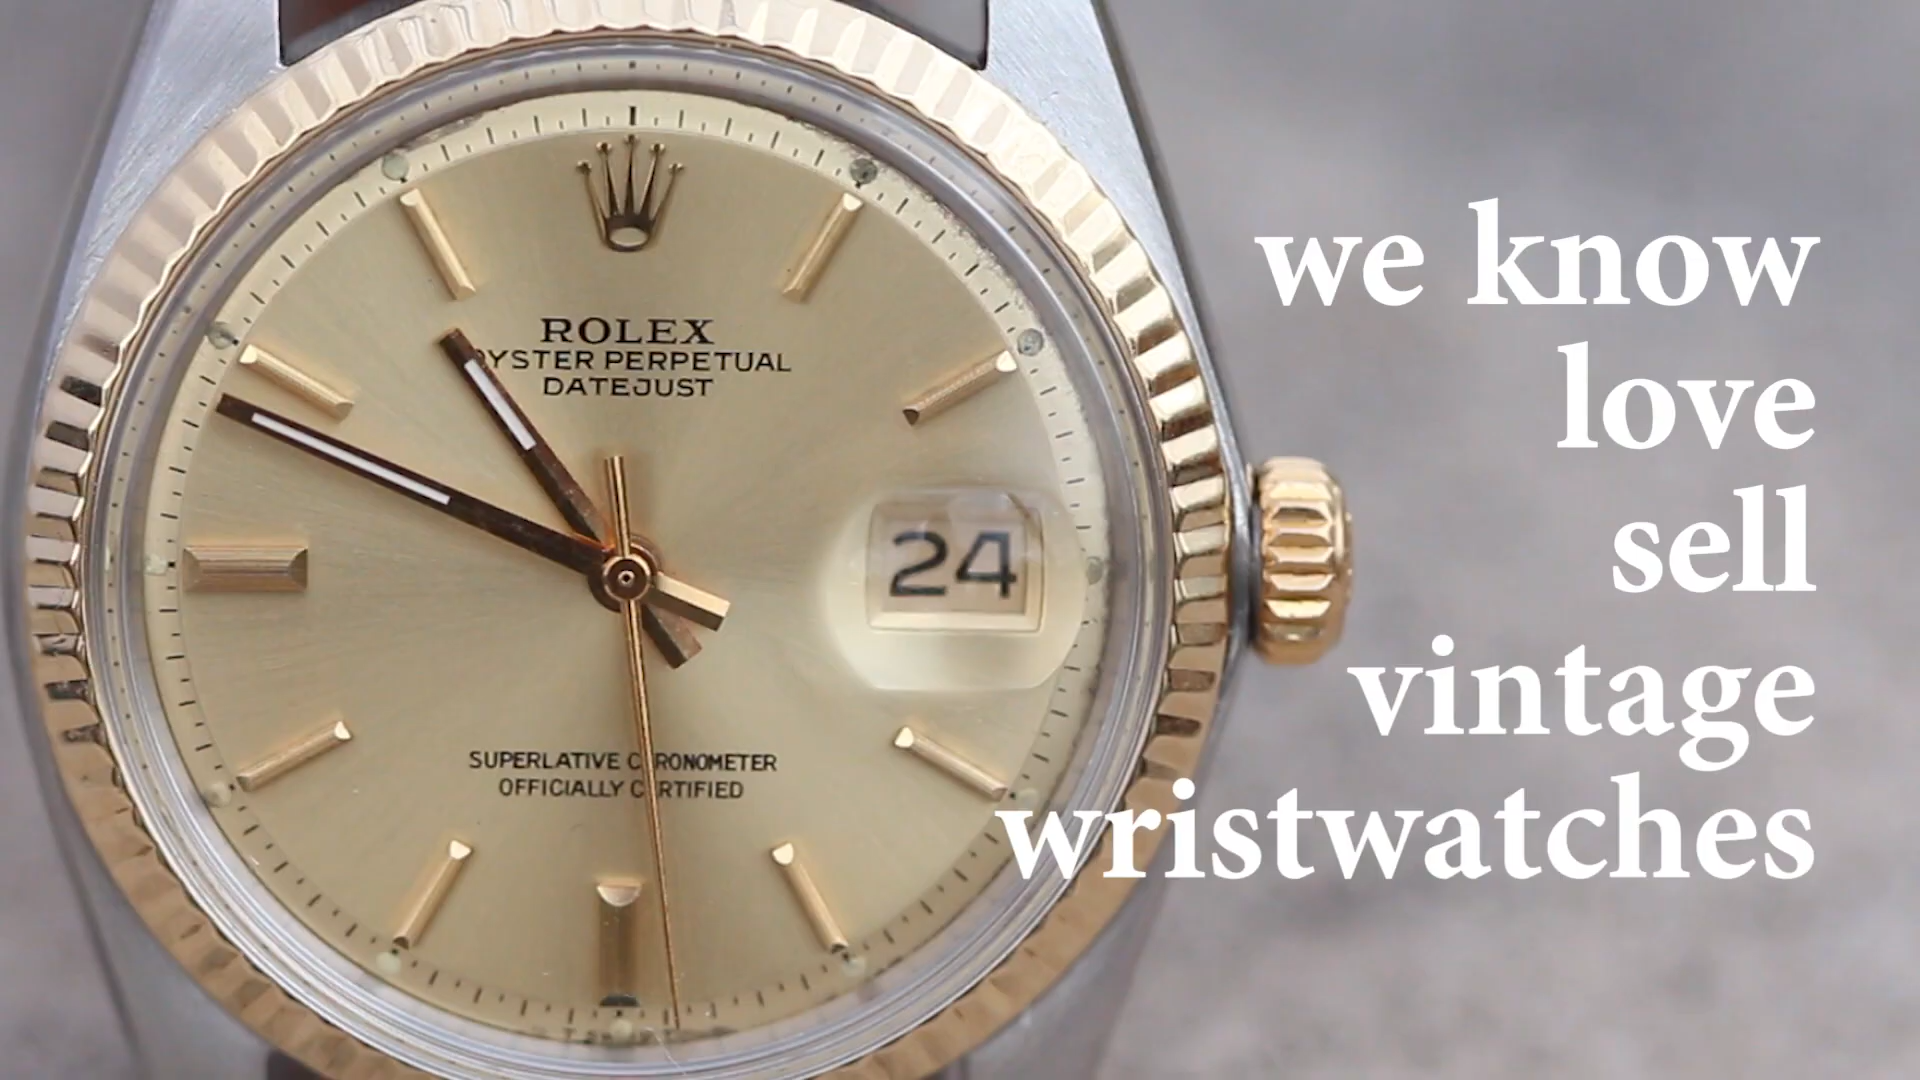 ROLEX
OYSTER PERPETUAL
DATEJUST
24
SUPERLATIVE CHRONOMETER
OFFICIALLY CERTIFIED
we know
love
sell
vintage
wristwatches